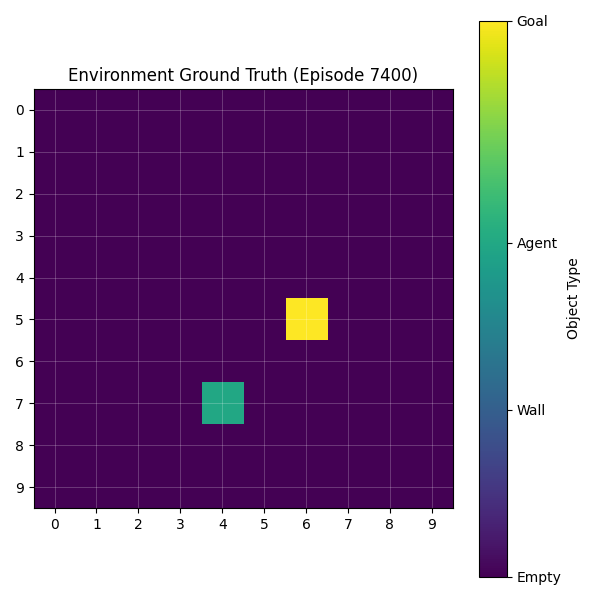 Environment Ground Truth (Episode 7400)
0
1
2
3
4
5
6
7
8
9
0 1 2 3 4 5 6 7 8 9
Goal
Agent
Wall
Empty
Object Type